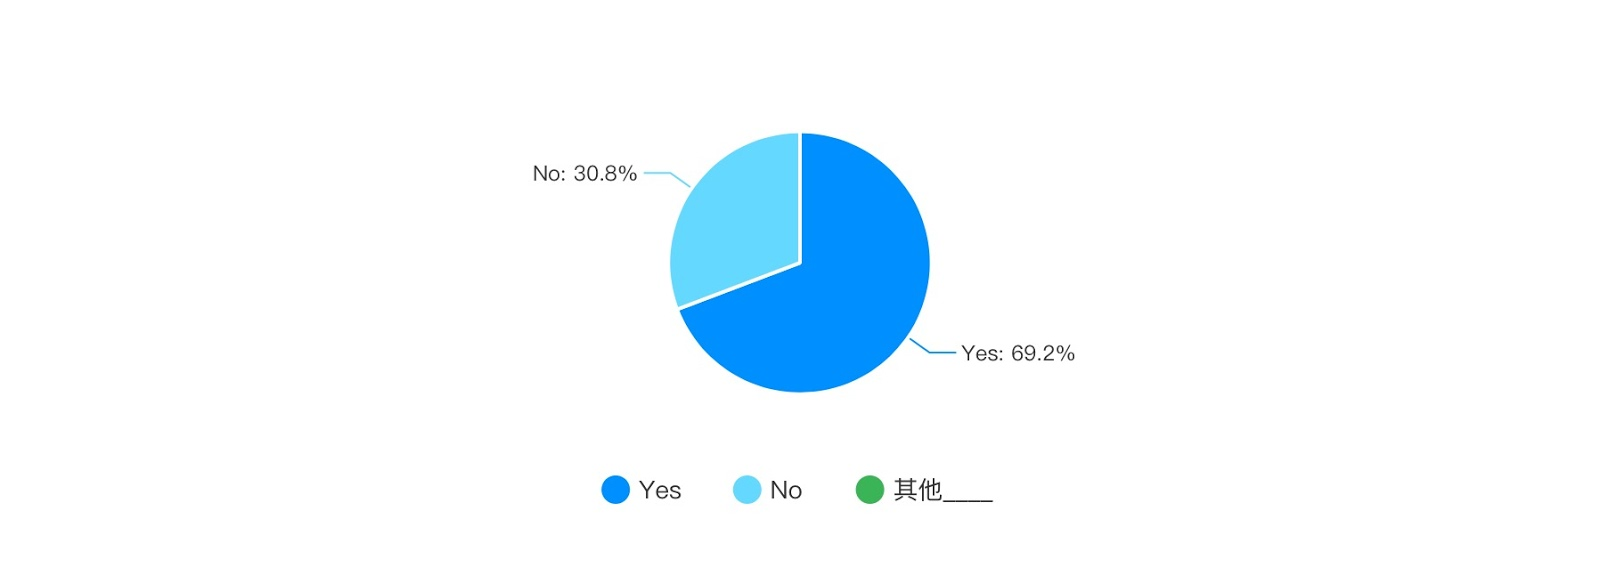 No: 30.8%
Yes: 69.2%
Yes No 其他____